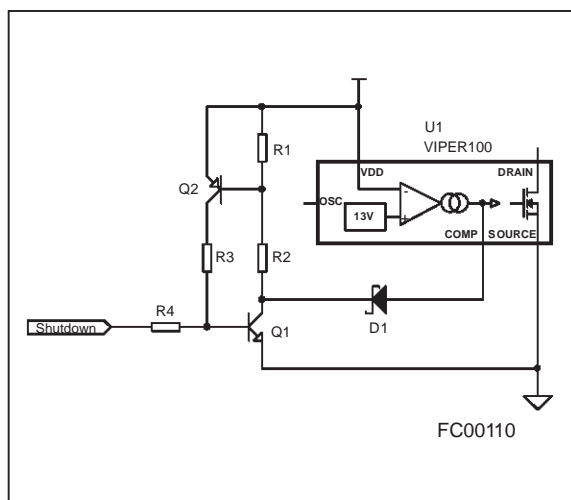 U1
VIPER100
R1
VDD
DRAIN
Q2
-
OSC
13V
+
COMP
SOURCE
R3
R2
D1
R4
Shutdown
Q1
FC00110